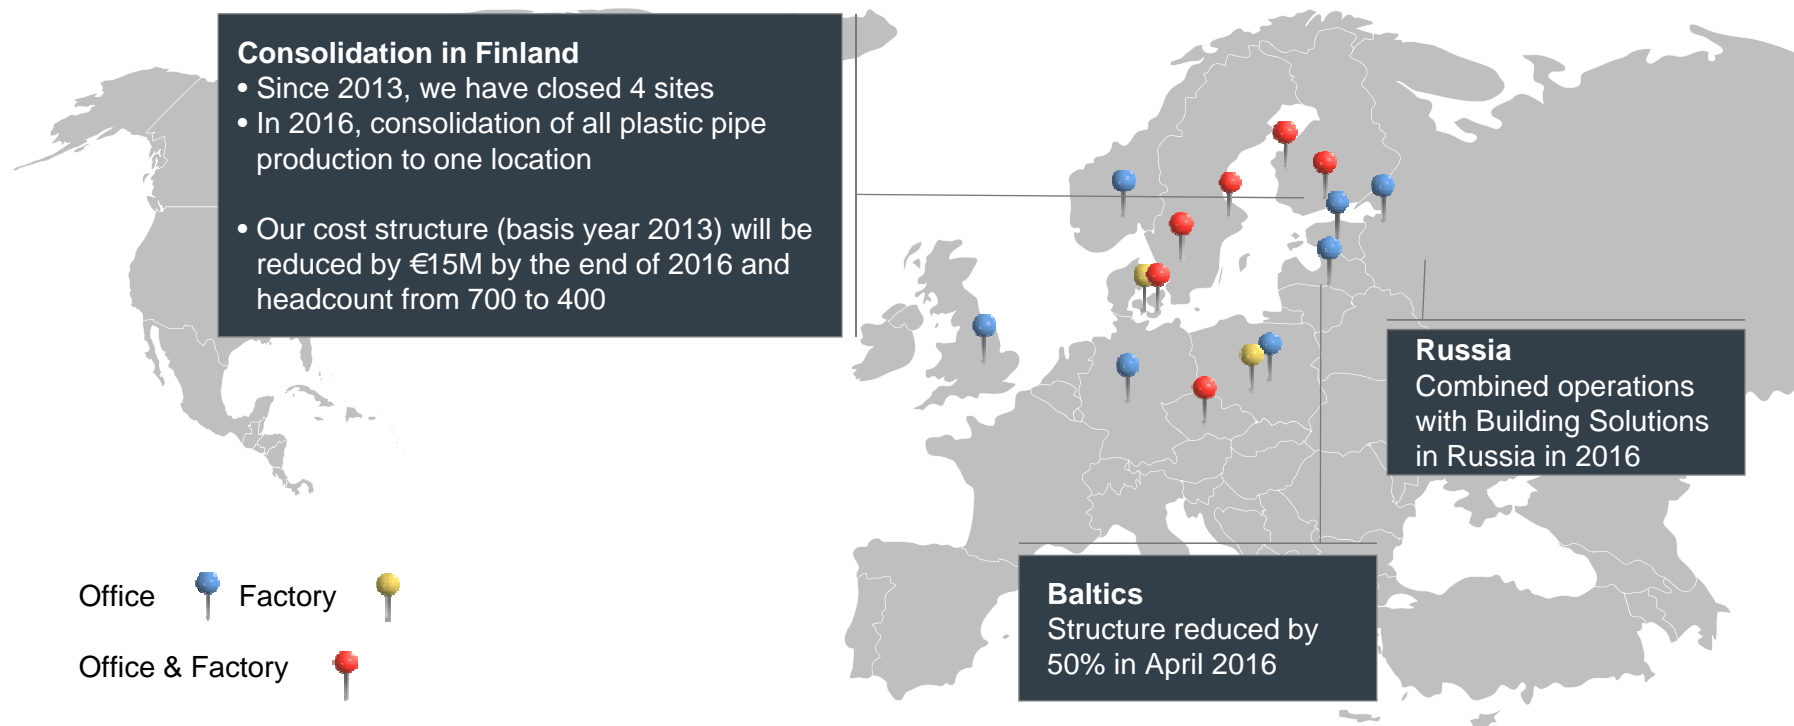 Consolidation in Finland
• Since 2013, we have closed 4 sites
• In 2016, consolidation of all plastic pipe
production to one location
• Our cost structure (basis year 2013) will be
reduced by €15M by the end of 2016 and
headcount from 700 to 400
Russia
Combined operations
with Building Solutions
in Russia in 2016
Baltics
Structure reduced by
50% in April 2016
Office Factory
Office & Factory